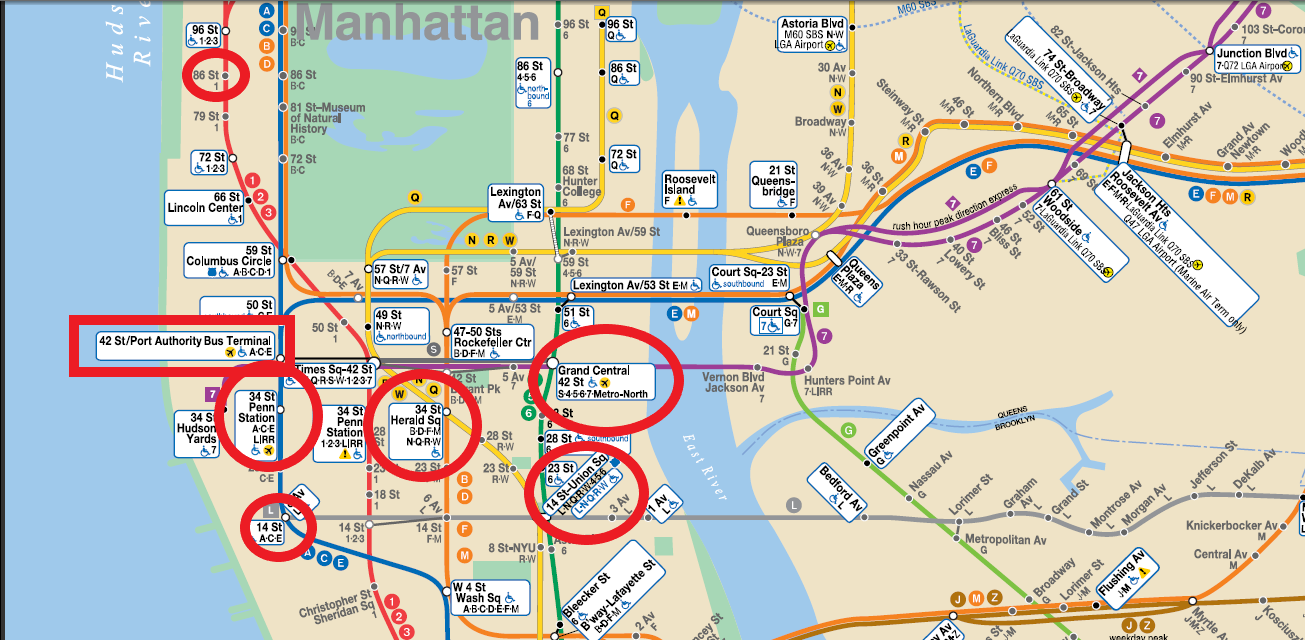 Manhattan
Hudson
River
East River
A
C
B
D
96 St
1·2·3
86 St
1
79 St
1
72 St
1·2·3
66 St
Lincoln Center
1
59 St
Columbus Circle
A·B·C·D·1
50 St
C·E
42 St/Port Authority Bus Terminal
A·C·E
34 St
Penn
Station
A·C·E
LIRR
34 St
Hudson
Yards
7
34 St
Penn
Station
1·2·3·LIRR
C·E
14 St
A·C·E
L
A C E
86 St
B·C
81 St–Museum
of Natural
History
B·C
72 St
B·C
1
2
3
7 Av
B·D·E
50 St
1
Times Sq–42 St
N·Q·R·S·W·1·2·3·7
28
St
23 St
1
18 St
1
14 St
1·2·3
Christopher St
Sheridan Sq
1
2
3
57 St/7 Av
N·Q·R·W
49 St
N·R·W
northbound
S
57 St
F
47-50 Sts
Rockefeller Ctr
B·D·F·M
W
N
Q
34 St
Herald Sq
B·D·F·M
N·Q·R·W
23 St
6 Av
L
14 St
F·M
B
D
F
M
W 4 St
Wash Sq
A·B·C·D·E·F·M
28 St
R·W
23 St
R·W
8 St–NYU
R·W
5 Av/
59 St
N·R·W
5 Av/53 St
E·M
5 Av
7
Q
N R W
Lexington
Av/63 St
F·Q
Lexington Av/59 St
N·R·W
59 St
4·5·6
Lexington Av/53 St E·M
51 St
6
Grand Central
42 St
S·4·5·6·7·Metro-North
6
28 St
southbound
23 St
6
14 St–Union Sq
L·N·Q·R·W·4·5·6
L·N·Q·R·W
3 Av
L
1 Av
L
6
Bleecker St
6
B'way–Lafayette St
B·D·F·M
2 Av
F
96 St
6
86 St
4·5·6
north-
bound
6
77 St
6
68 St
Hunter
College
6
Q
96 St
Q
86 St
Q
Q
72 St
Q
F
Roosevelt
Island
F
21 St
Queens-
bridge
F
Queensboro
Plaza
N·W·7
Court Sq–23 St
southbound E·M
Court Sq
7 G·7
G
7
21 St
G
E M
Vernon Blvd
Jackson Av
7
Hunters Point Av
7·LIRR
Queens
Plaza
E·M·R
Astoria Blvd
M60 SBS N·W
LGA Airport
M60 SBS
30 Av
N·W
N
W
Broadway
N·W
36 Av
N·W
39 Av
N·W
36 St
M·R
Steinway St
M·R
R
M
46 St
M·R
Northern Blvd
M·R
65 St
M·R
E F
7
rush hour peak direction express
33 St–Rawson St
40 St
Lowery St
7
46 St
Bliss St
52 St
69 St
61 St
Woodside
7·LaGuardia Link Q70 SBS
LaGuardia Link Q70 SBS
74 St–Broadway
LaGuardia Link Q70 SBS
7
82 St–Jackson Hts
7
7
7
103 St–Coro
7
Junction Blvd
7·Q72 LGA Airport
90 St–Elmhurst Av
7
Elmhurst Av
M·R
Grand Av
Newtown
M·R
E F M R
Jackson Hts
Roosevelt Av
E·F·M·R·LaGuardia Link Q70 SBS
Q47 LGA Airport (Marine Air Term only)
QUEENS
BROOKLYN
G
Greenpoint Av
G
Nassau Av
G
Bedford Av
L
L
Lorimer St
L
Metropolitan Av
G
Graham
Av
L
Grand St
L
Montrose Av
L
Morgan Av
L
Jefferson St
L
DeKalb Av
L
Knickerbocker Av
M
Central Av
M
Broadway
G
Lorimer St
J·M
Flushing Av
J·M
J M Z
J Z
weekday peak
Myrtle
J·M·Z